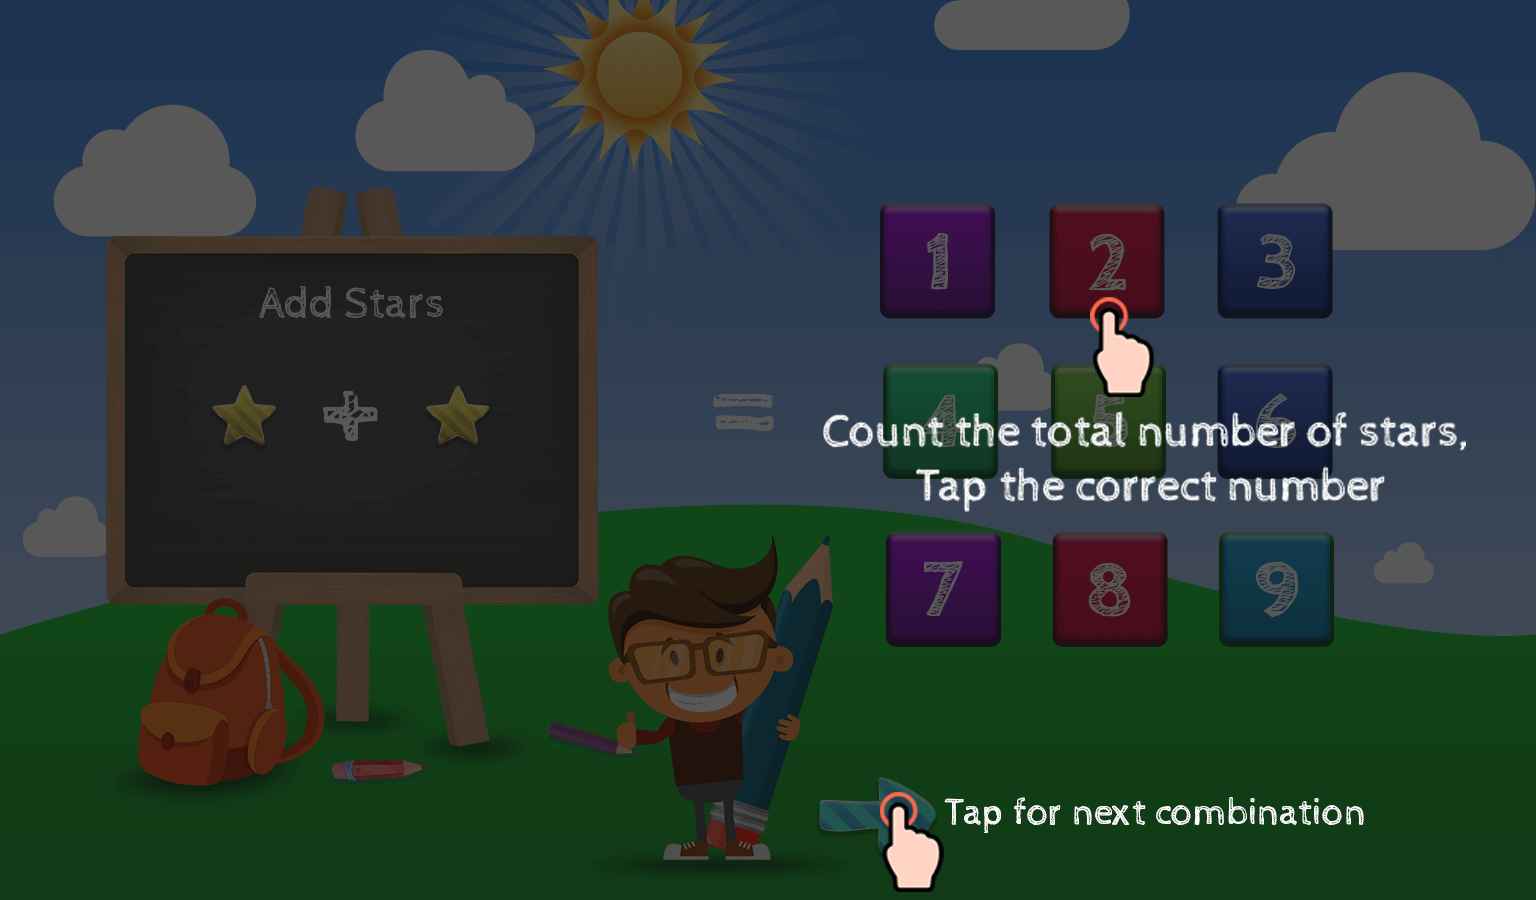 Add Stars
+
=
1 2 3
4 5 6
Count the total number of stars,
Tap the correct number
7 8 9
Tap for next combination